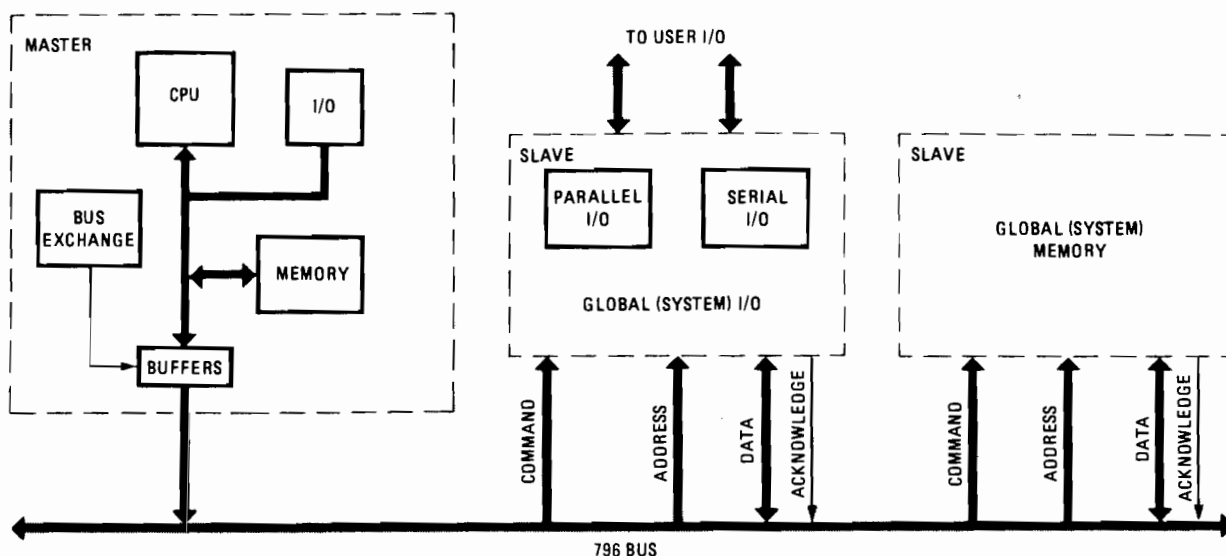 MASTER
CPU
I/O
BUS
EXCHANGE
MEMORY
BUFFERS
TO USER I/O
SLAVE
PARALLEL
I/O
SERIAL
I/O
GLOBAL (SYSTEM) I/O
COMMAND
ADDRESS
DATA
ACKNOWLEDGE
SLAVE
GLOBAL (SYSTEM)
MEMORY
COMMAND
ADDRESS
DATA
ACKNOWLEDGE
796 BUS